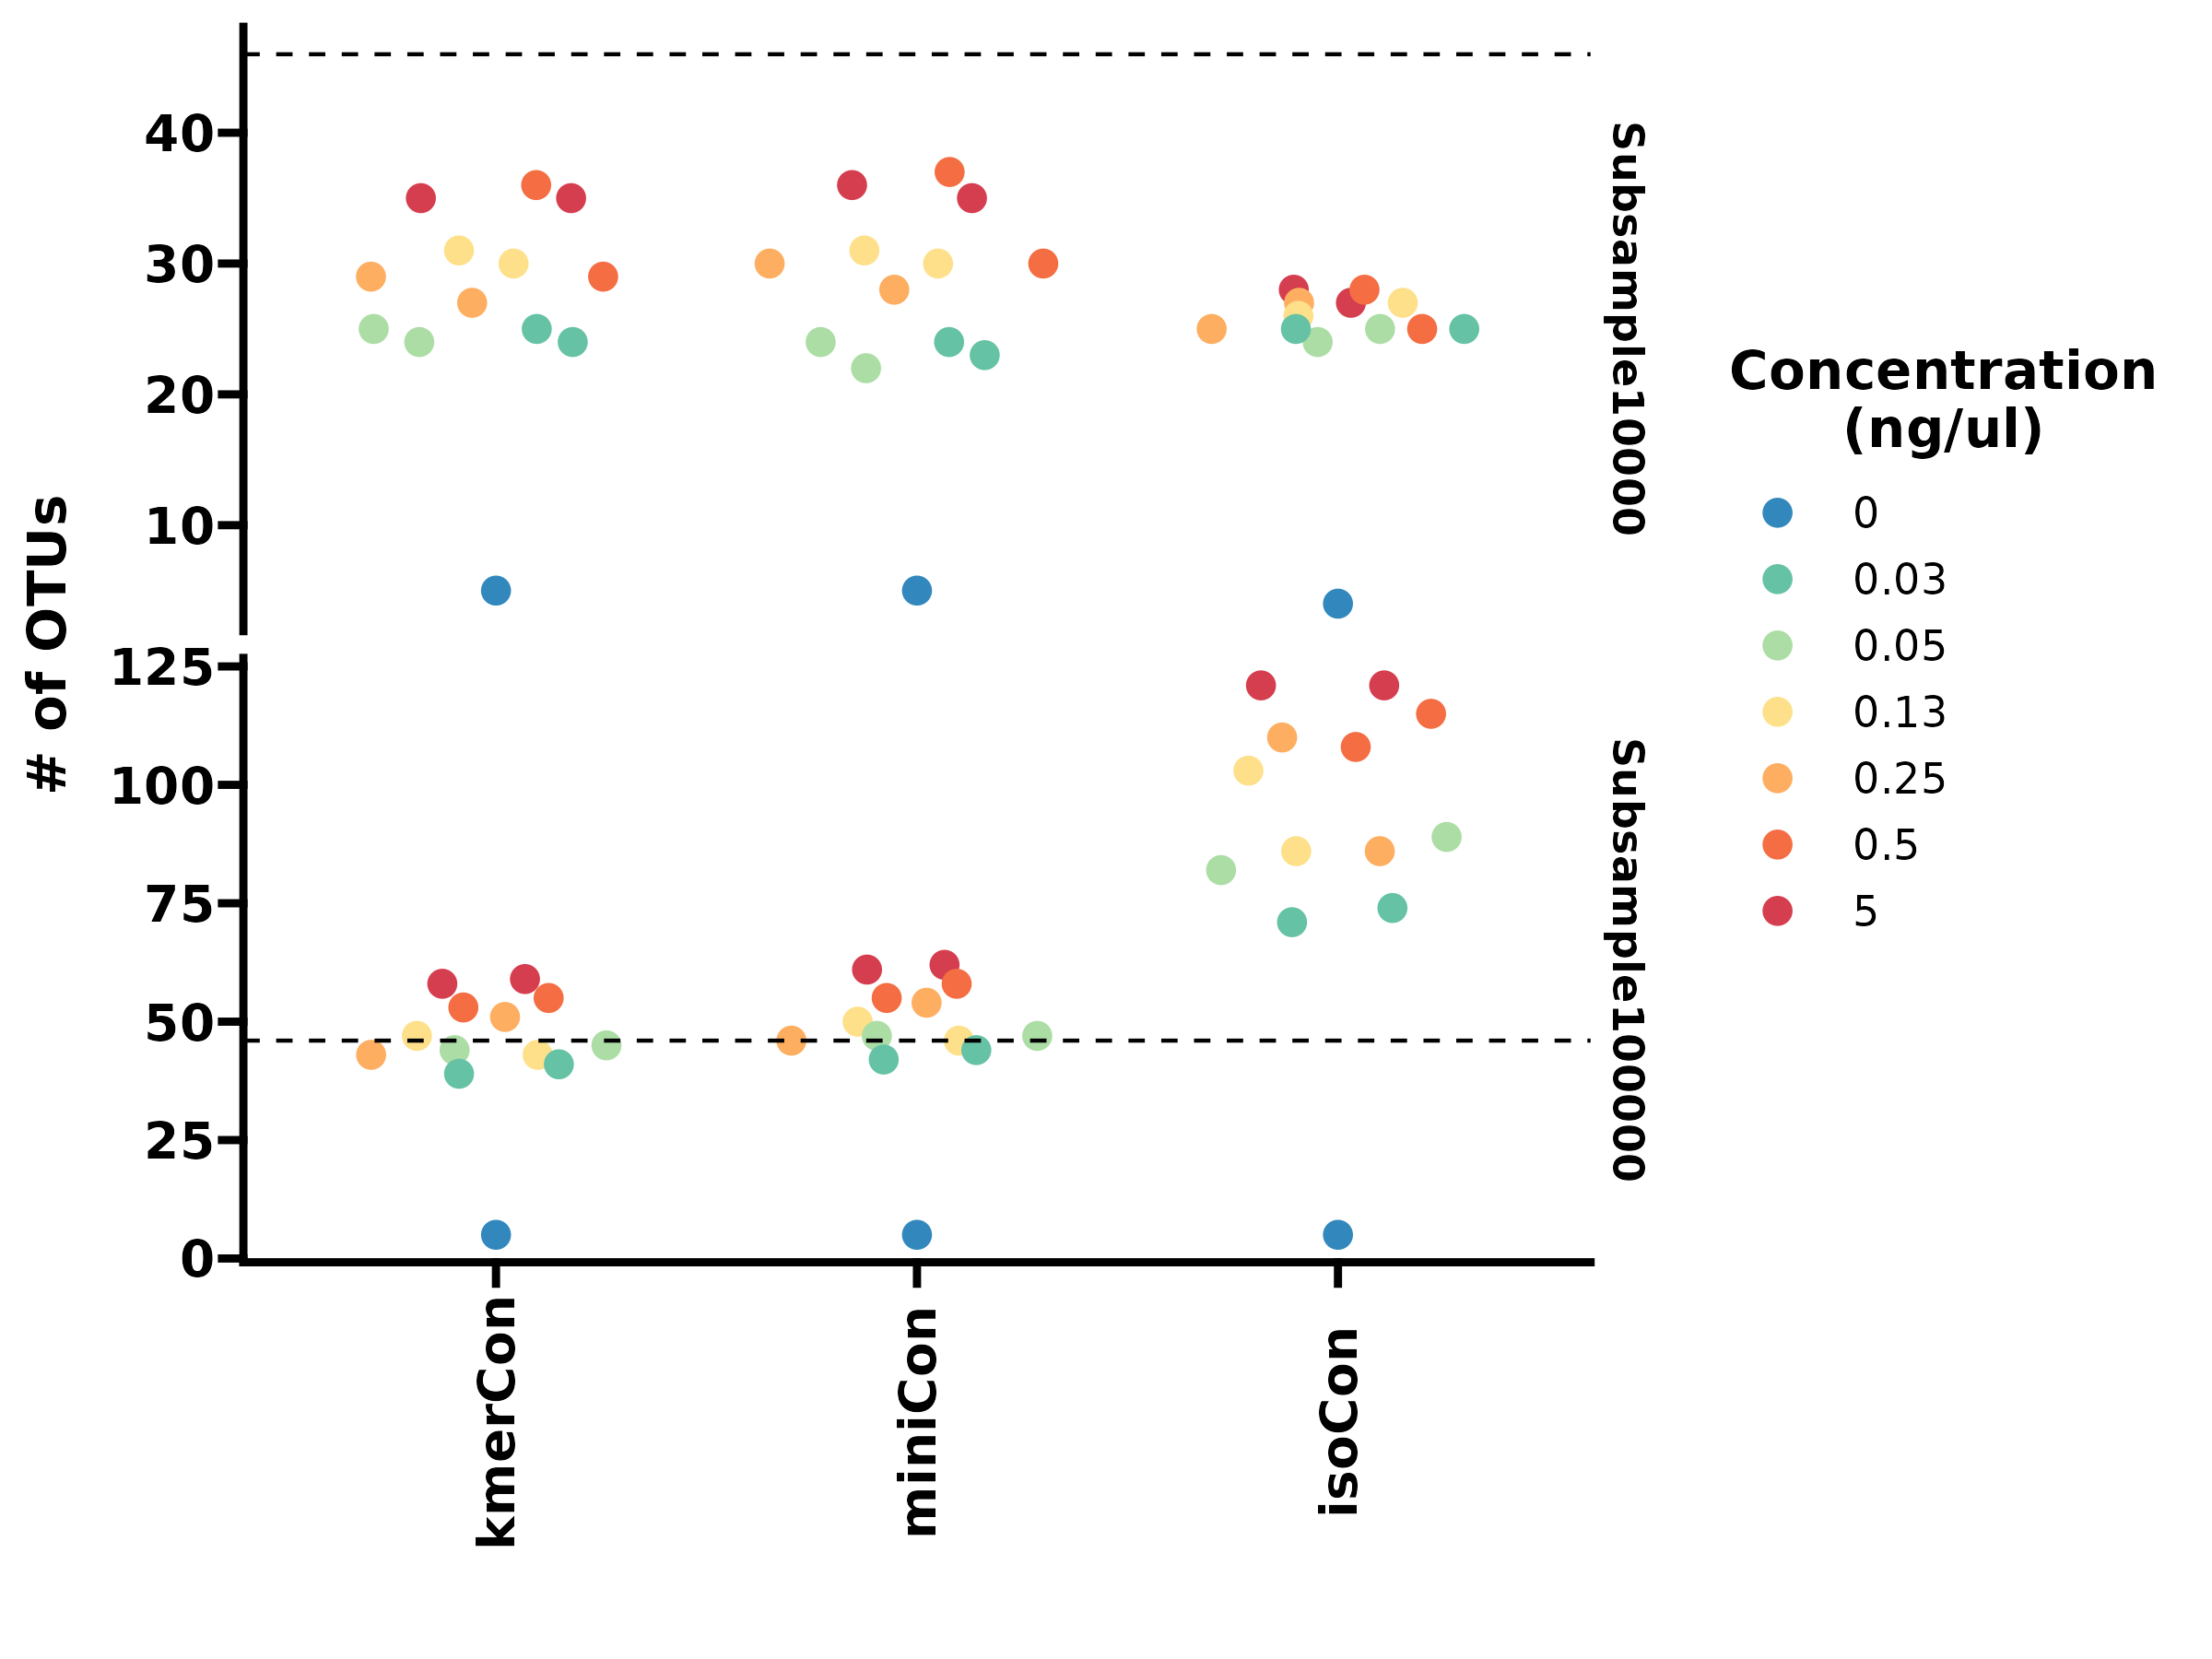 # of OTUs
40
30
20
10
Subsample10000
125
100
75
50
25
0
Subsample100000
kmerCon
miniCon
isoCon
Concentration
(ng/ul)
0
0.03
0.05
0.13
0.25
0.5
5